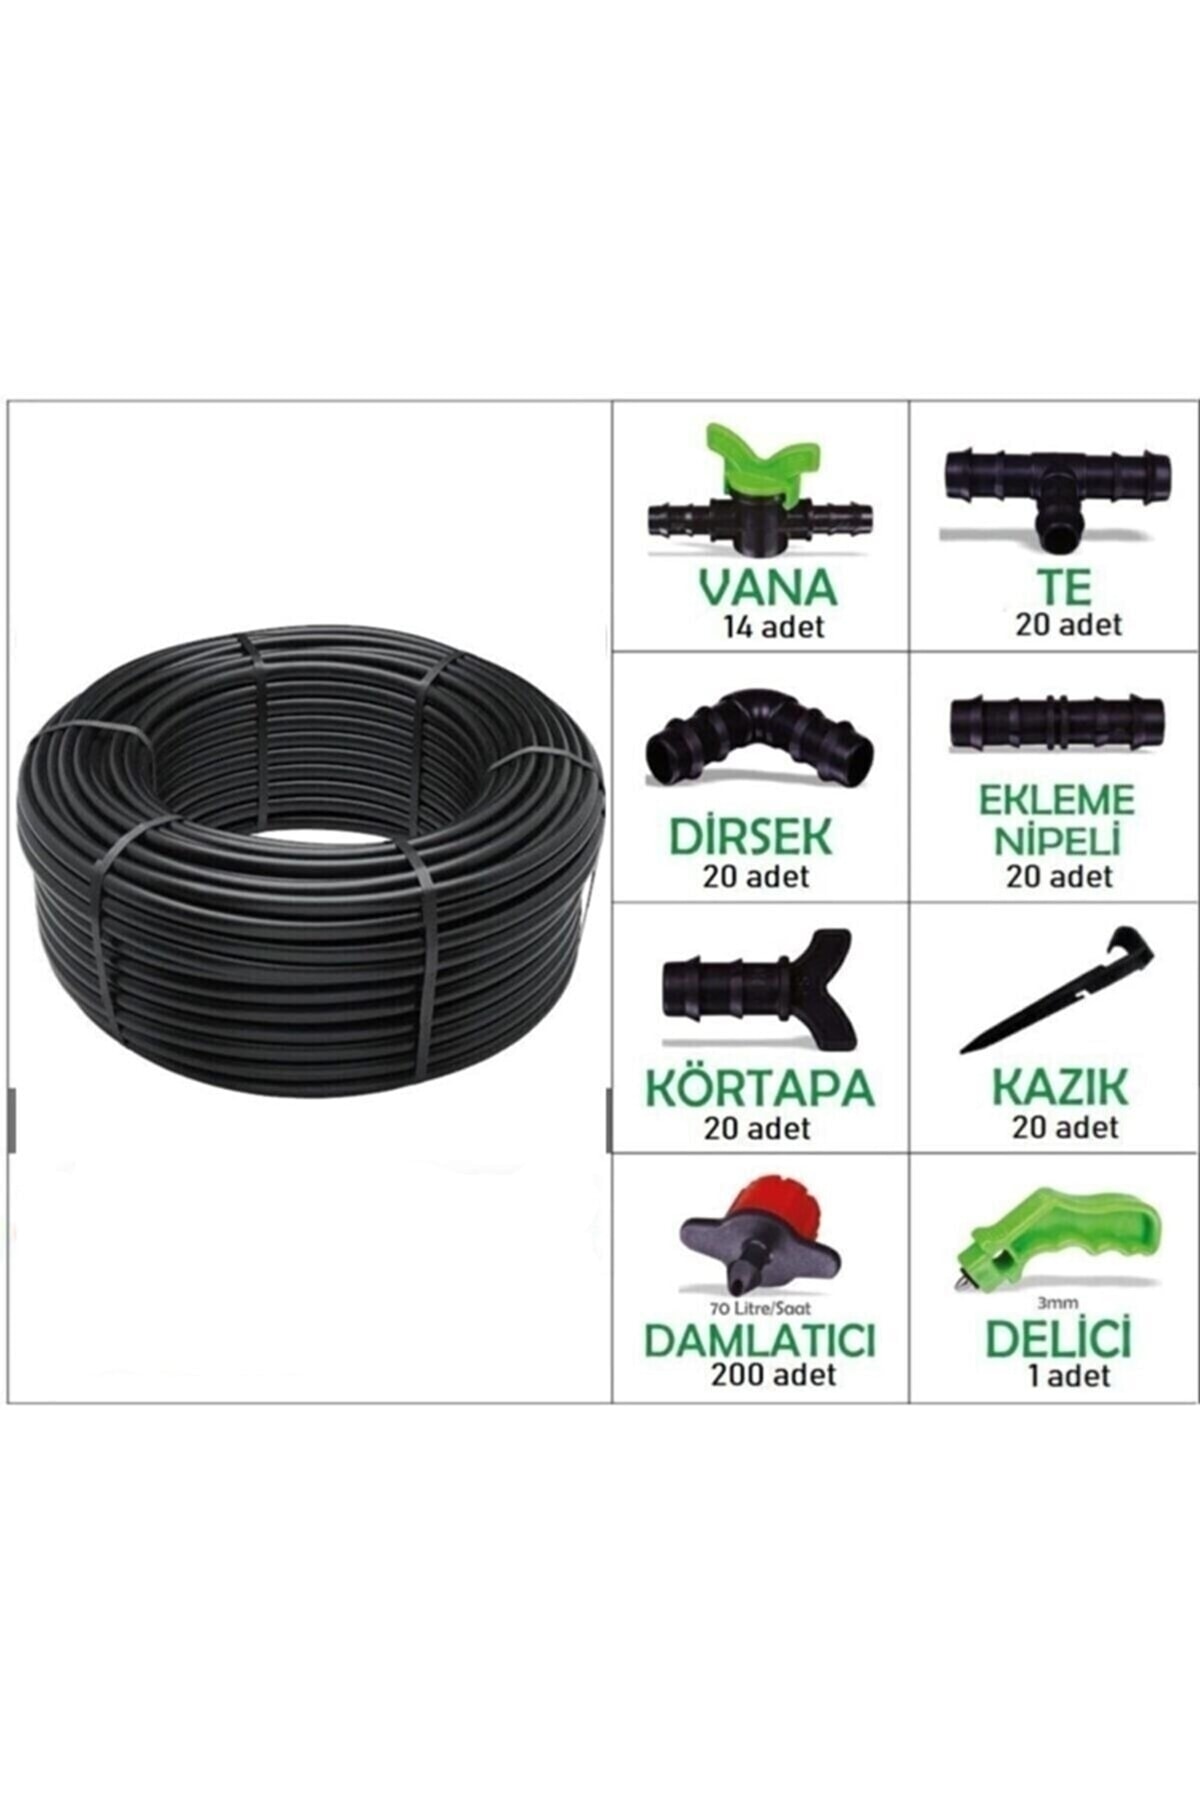 VANA
14 adet
TE
20 adet
DİRSEK
20 adet
EKLEME
NİPELİ
20 adet
KÖRTAPA
20 adet
KAZIK
20 adet
70 Litre/Saat
DAMLATICI
200 adet
3mm
DELİCİ
1 adet